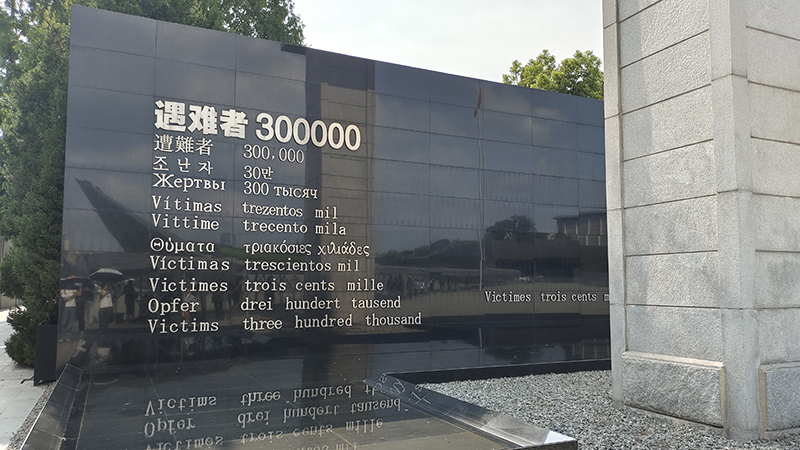 遇难者 300000
遭難者 300,000
조난자 30만
Жертвы 300 тысяч
Vítimas trezentos mil
Vittime trecento mila
Θύματα τριακόσιες χιλιάδες
Víctimas trescientos mil
Victimes trois cents mille
Opfer drei hundert tausend
Victims three hundred thousand
Victimes trois cents m